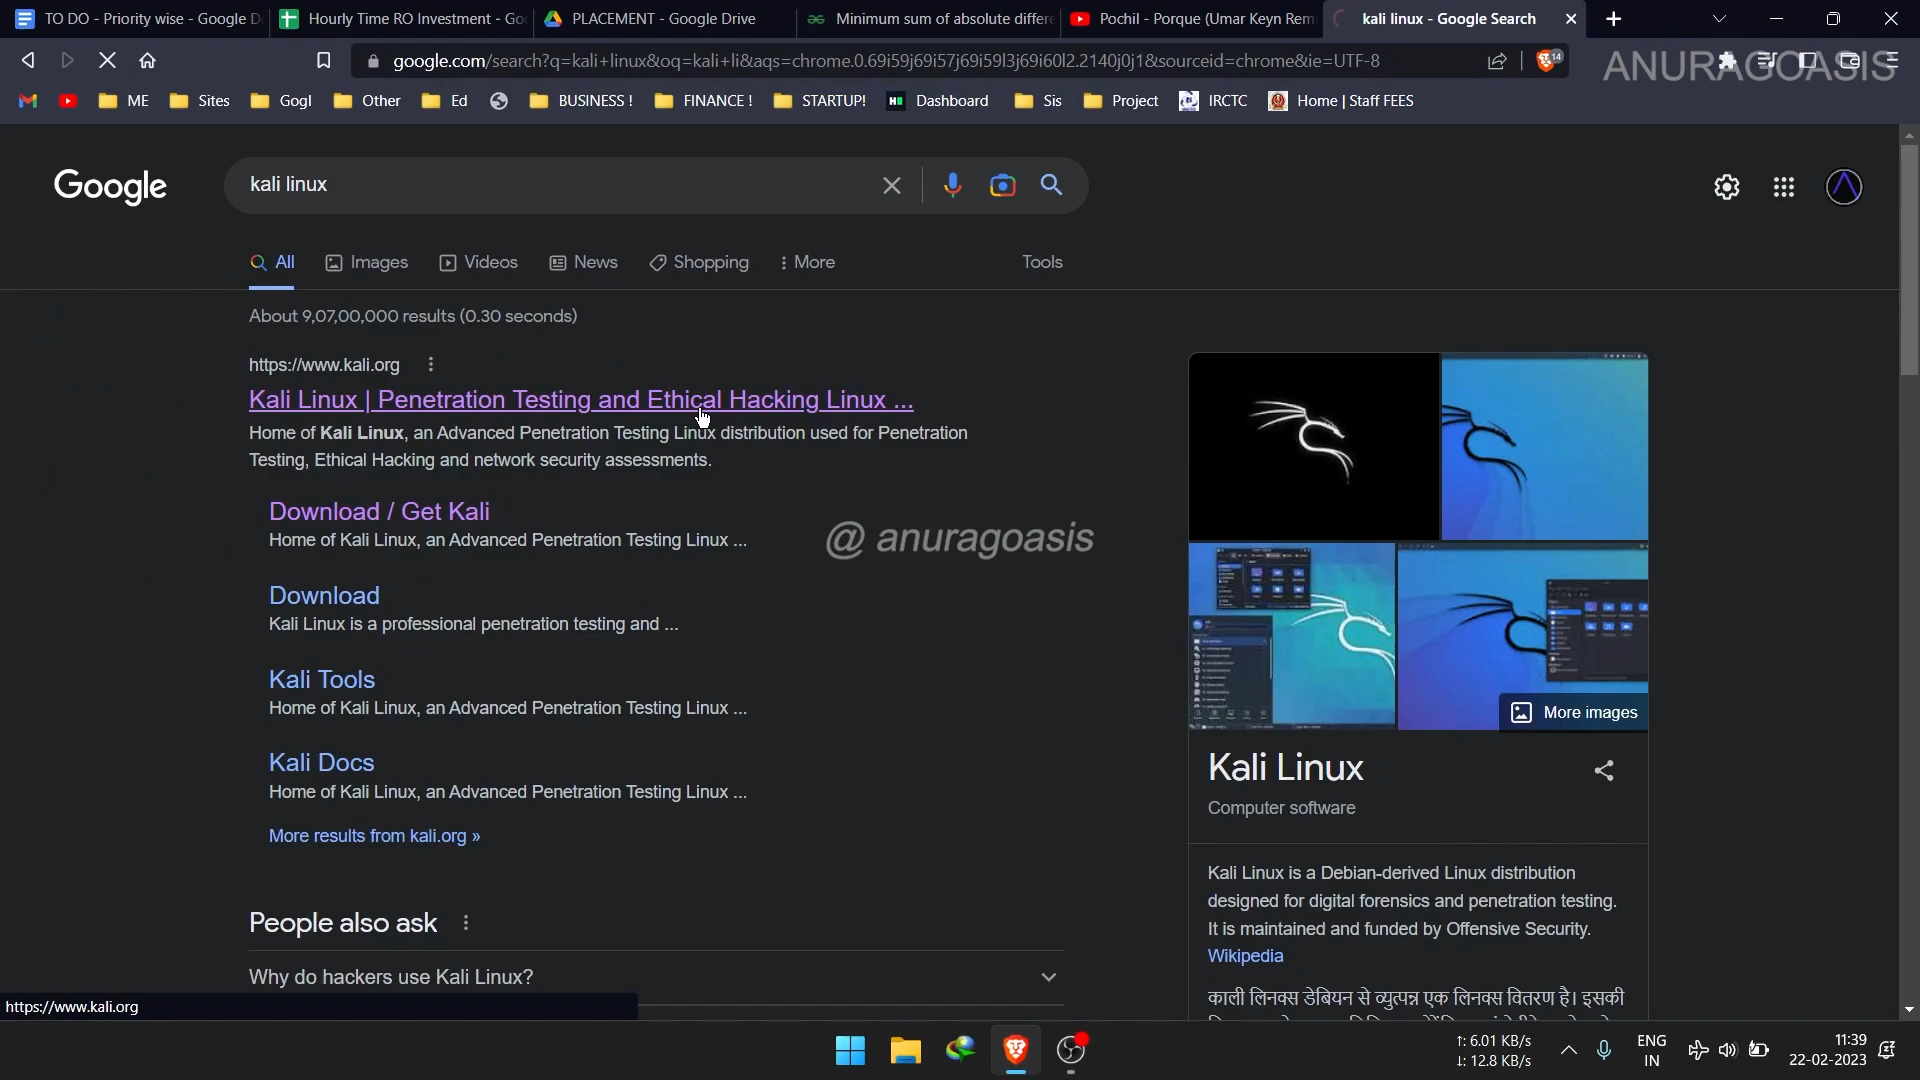 TO DO - Priority wise - Google D
Hourly Time RO Investment - Goo
PLACEMENT - Google Drive
Minimum sum of absolute differe
Pochil - Porque (Umar Keyn Rem
kali linux - Google Search
google.com/search?q=kali+linux&oq=kali+li&aqs=chrome.0.69i59j69i57j69i59l3j69i60l2.2140j0j1&sourceid=chrome&ie=UTF-8
14
ANURAGOASIS
ME
Sites
Gogl
Other
Ed
BUSINESS !
FINANCE !
STARTUP!
Dashboard
Sis
Project
IRCTC
Home | Staff FEES
Google
kali linux
All
Images
Videos
News
Shopping
More
Tools
About 9,07,00,000 results (0.30 seconds)
https://www.kali.org
Kali Linux | Penetration Testing and Ethical Hacking Linux ...
Home of Kali Linux, an Advanced Penetration Testing Linux distribution used for Penetration
Testing, Ethical Hacking and network security assessments.
Download / Get Kali
Home of Kali Linux, an Advanced Penetration Testing Linux ...
@ anuragoasis
Download
Kali Linux is a professional penetration testing and ...
Kali Tools
Home of Kali Linux, an Advanced Penetration Testing Linux ...
Kali Docs
Home of Kali Linux, an Advanced Penetration Testing Linux ...
More results from kali.org »
People also ask
Why do hackers use Kali Linux?
More images
Kali Linux
Computer software
Kali Linux is a Debian-derived Linux distribution
designed for digital forensics and penetration testing.
It is maintained and funded by Offensive Security.
Wikipedia
काली लिनक्स डेबियन से व्युत्पन्न एक लिनक्स वितरण है। इसकी
https://www.kali.org
↑: 6.01 KB/s
↓: 12.8 KB/s
ENG
IN
11:39
22-02-2023